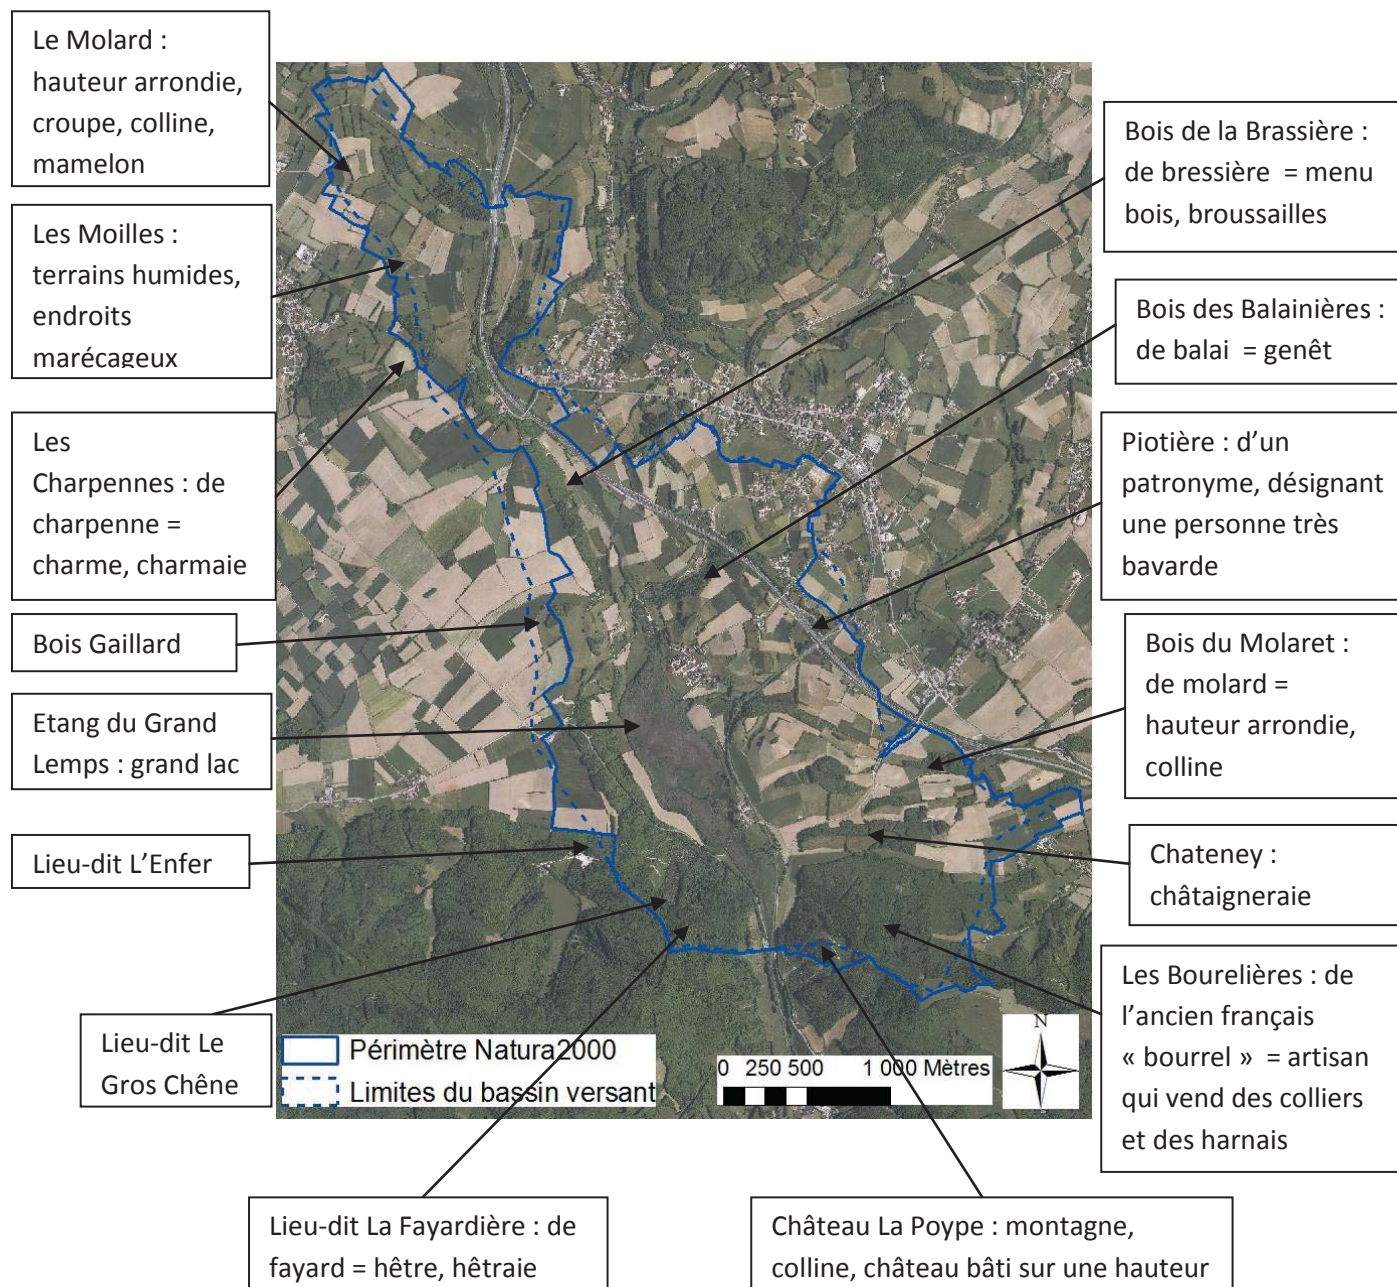 Le Molard :
hauteur arrondie,
croupe, colline,
mamelon
Les Moilles :
terrains humides,
endroits
marécageux
Les
Charpennes : de
charpenne =
charme, charmaie
Bois Gaillard
Etang du Grand
Lemps : grand lac
Lieu-dit L’Enfer
Lieu-dit Le
Gros Chêne
Lieu-dit La Fayardière : de
fayard = hêtre, hêtraie
Château La Poype : montagne,
colline, château bâti sur une hauteur
Bois de la Brassière :
de bressière = menu
bois, broussailles
Bois des Balainières :
de balai = genêt
Piotière : d’un
patronyme, désignant
une personne très
bavarde
Bois du Molaret :
de molard =
hauteur arrondie,
colline
Chateney :
châtaigneraie
Les Bourelières : de
l’ancien français
« bourrel » = artisan
qui vend des colliers
et des harnais
Périmètre Natura2000
Limites du bassin versant
0 250 500 1 000 Mètres
N